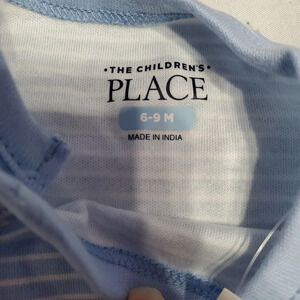 • THE CHILDREN'S •
PLACE
6-9 M
MADE IN INDIA